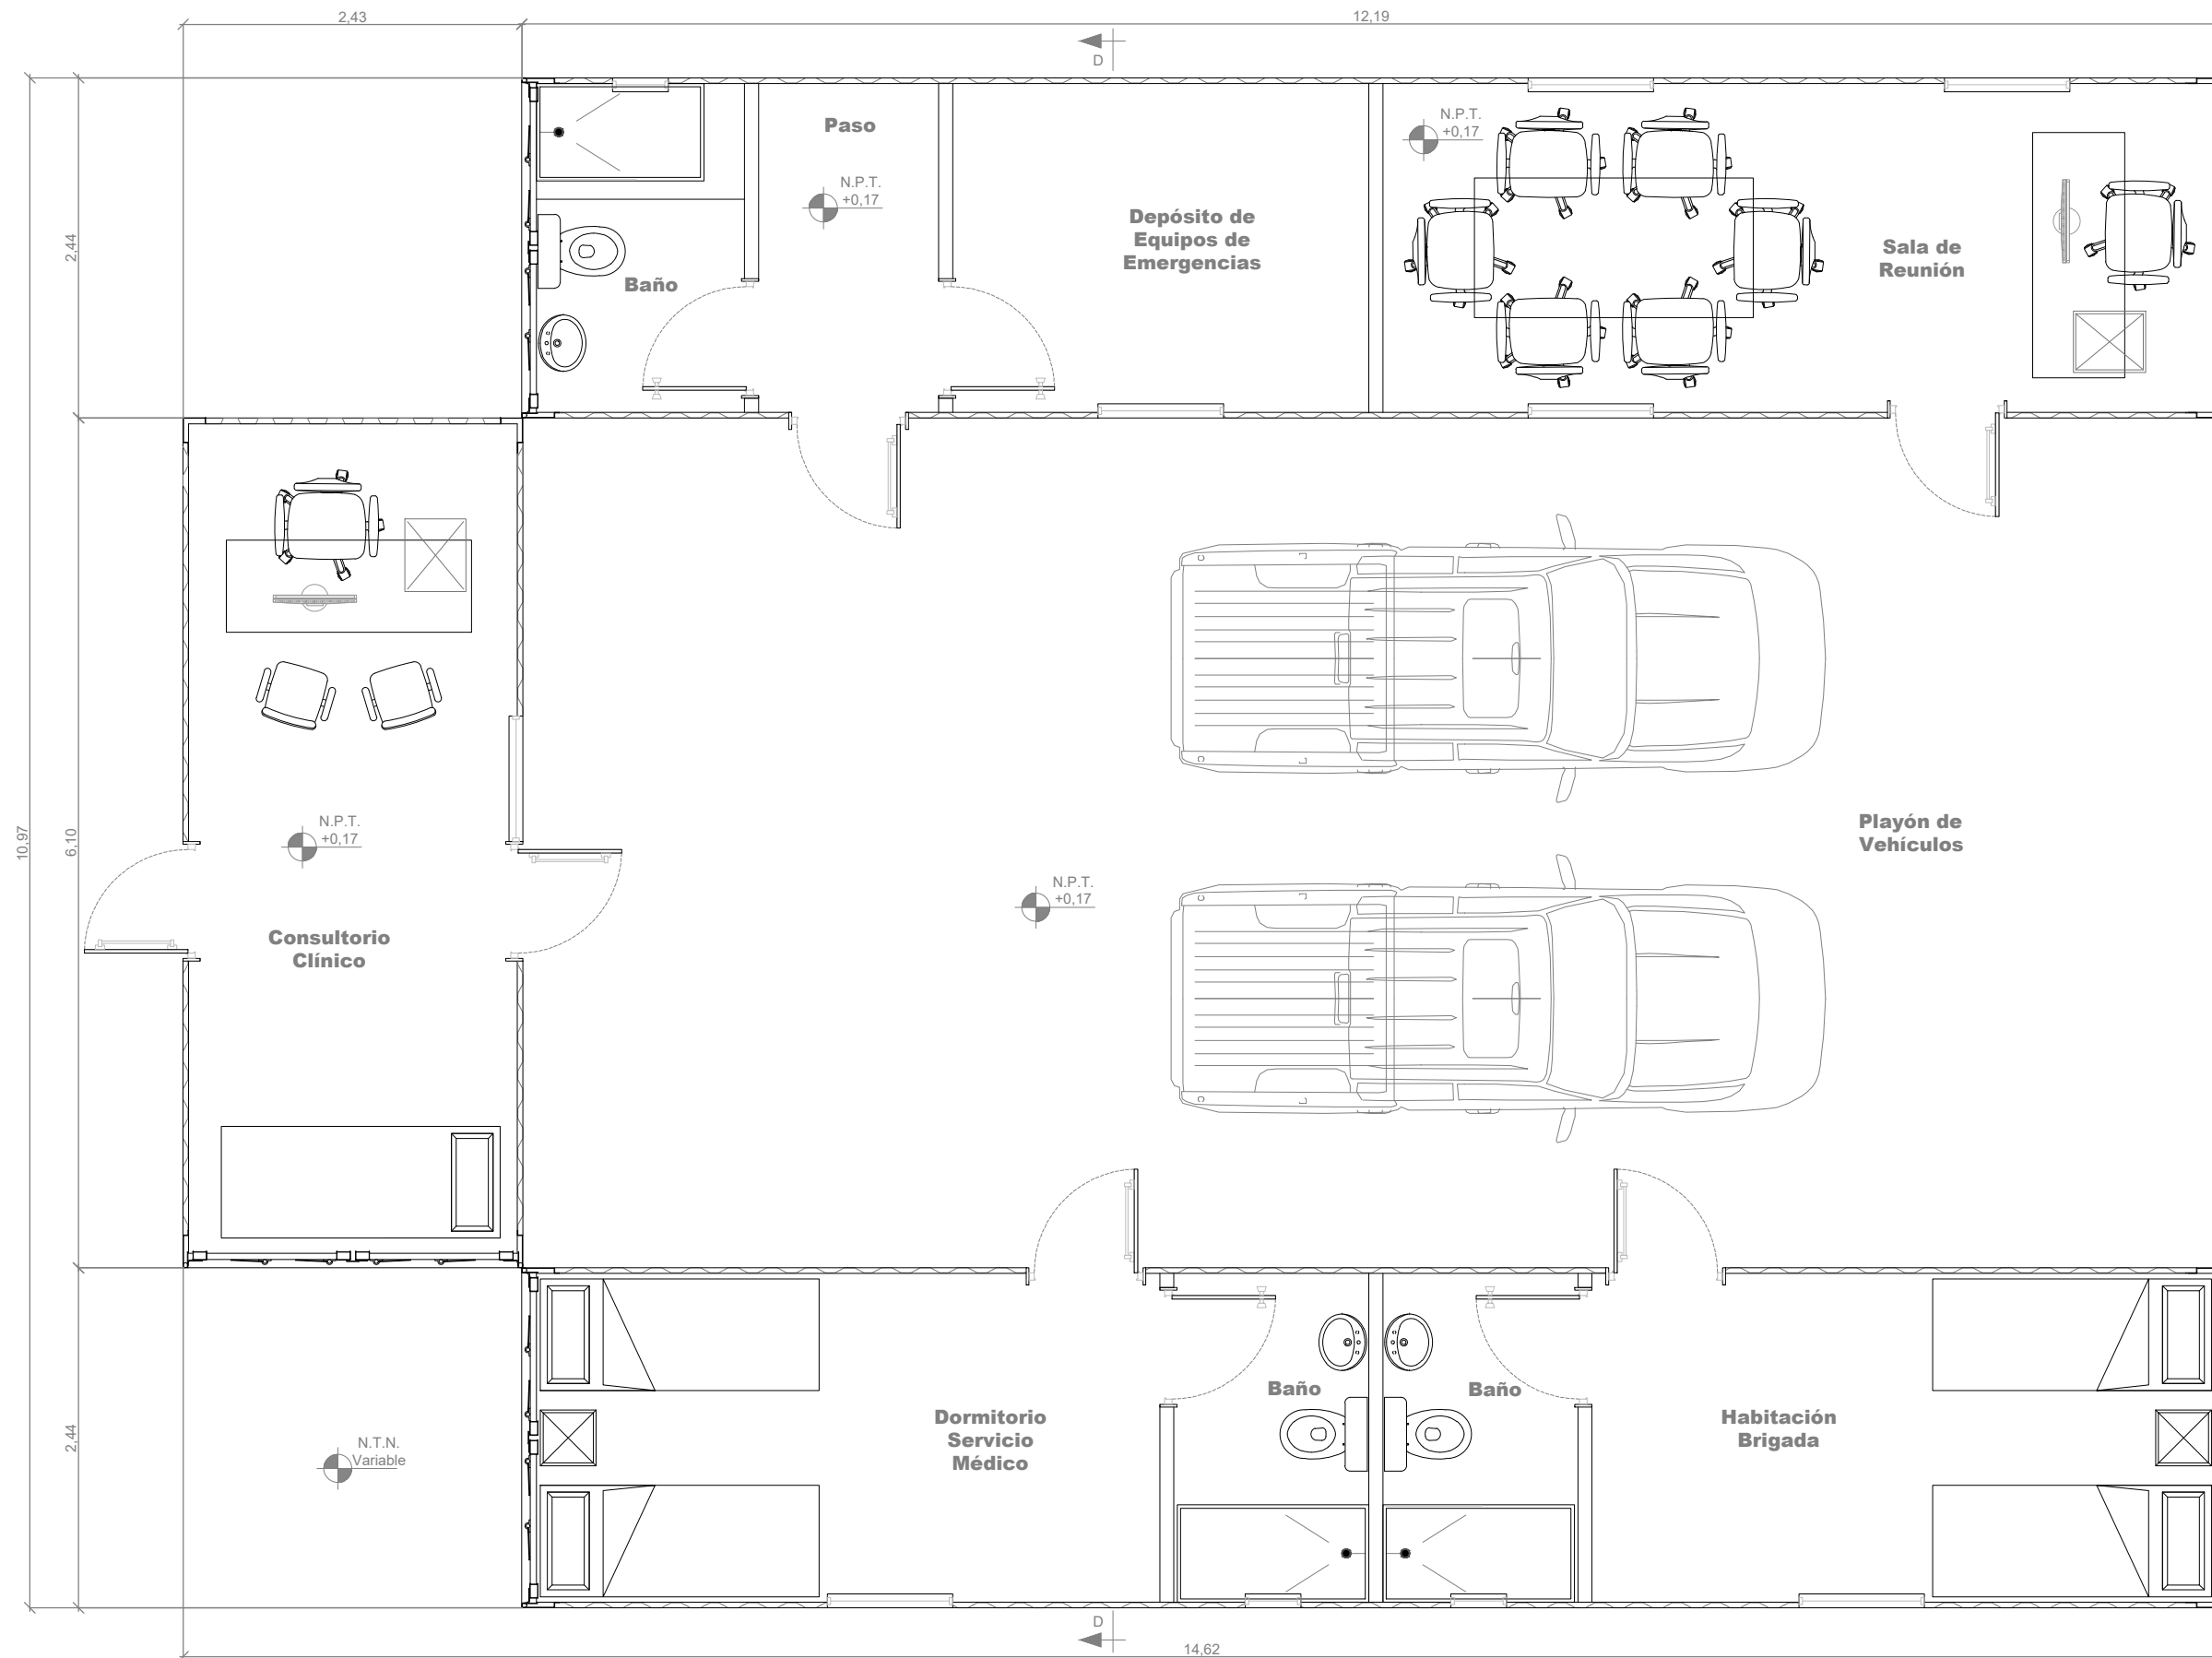 2,43
12,19
D
Paso
N.P.T.
+0,17
N.P.T.
+0,17
Depósito de
Equipos de
Emergencias
Sala de
Reunión
Baño
2,44
N.P.T.
+0,17
Consultorio
Clínico
10,97
6,10
N.P.T.
+0,17
Playón de
Vehículos
2,44
N.T.N.
Variable
Dormitorio
Servicio
Médico
Baño
Baño
Habitación
Brigada
D
14,62